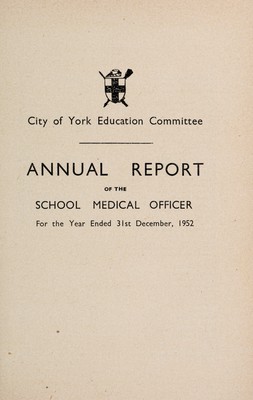 City of York Education Committee
ANNUAL REPORT
OF THE
SCHOOL MEDICAL OFFICER
For the Year Ended 31st December, 1952